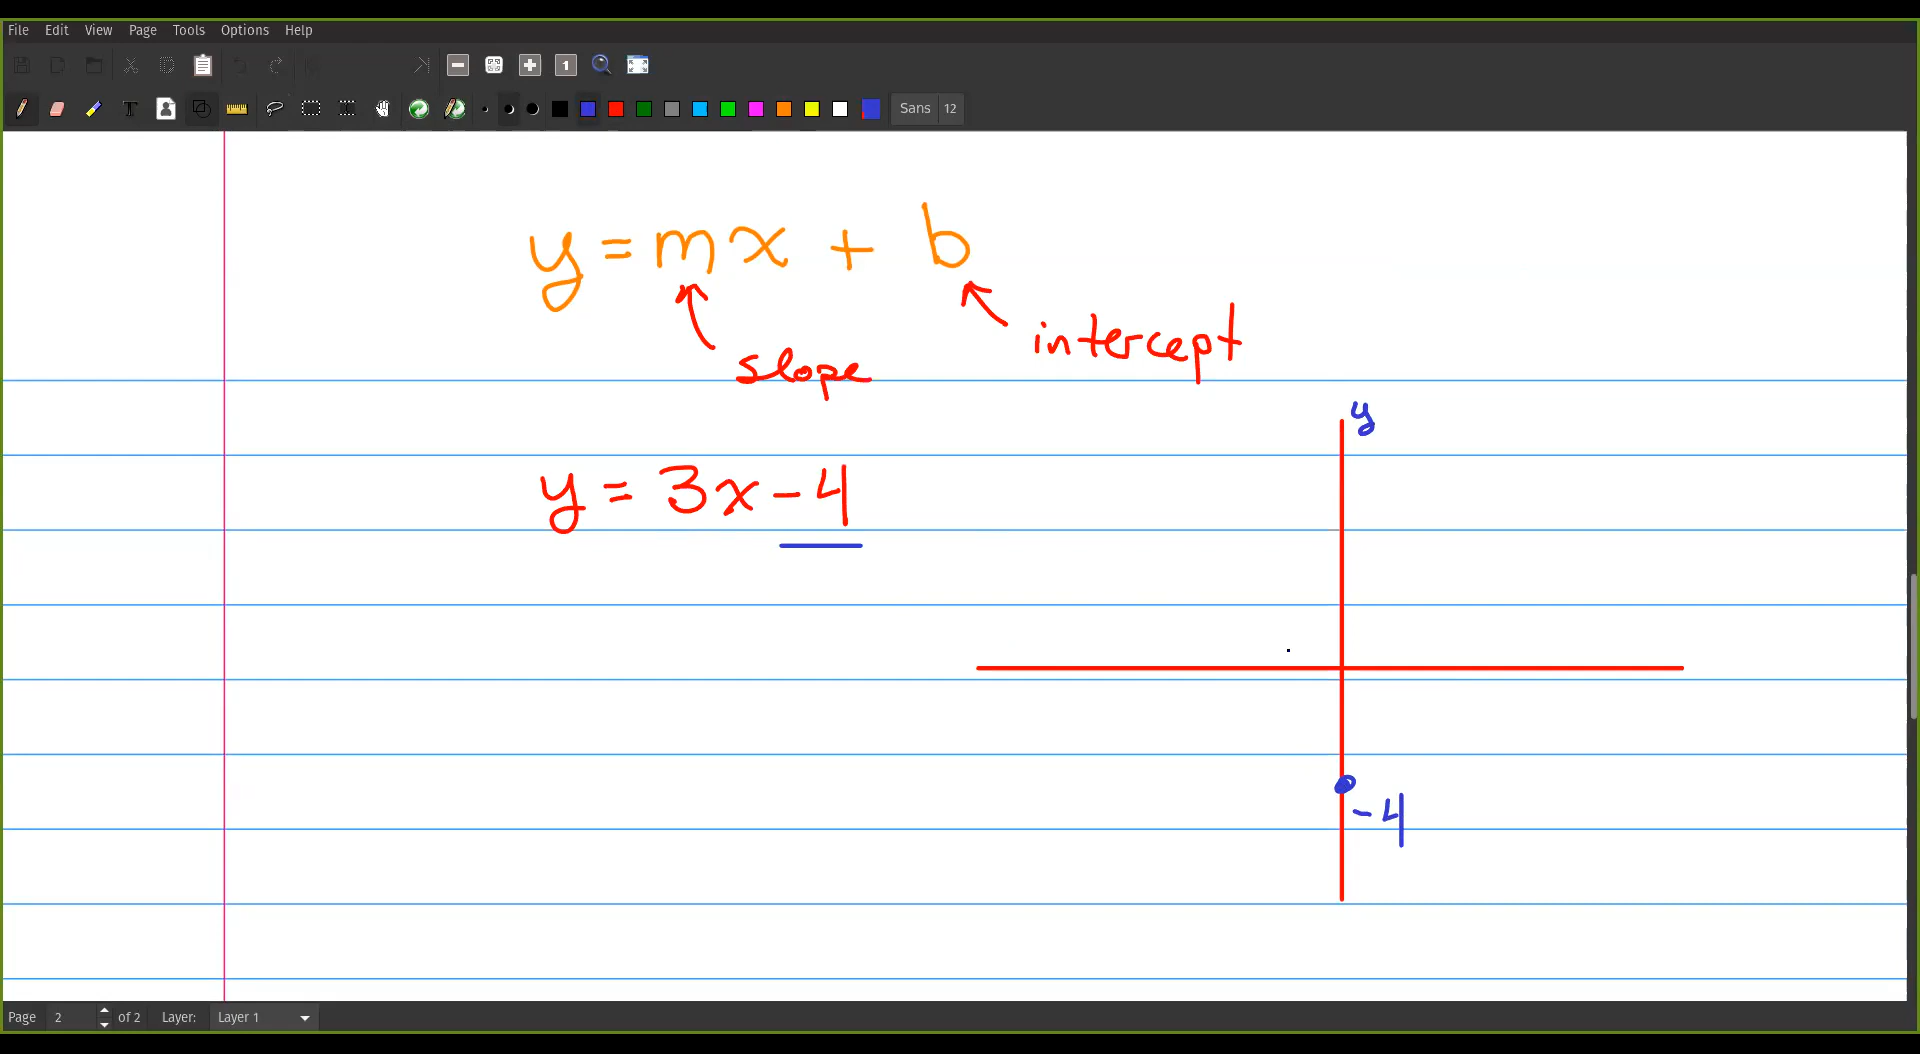 File Edit View Page Tools Options Help
Sans 12
y = mx + b
slope
intercept
y
y = 3x - 4
-4
Page 2 of 2 Layer: Layer 1